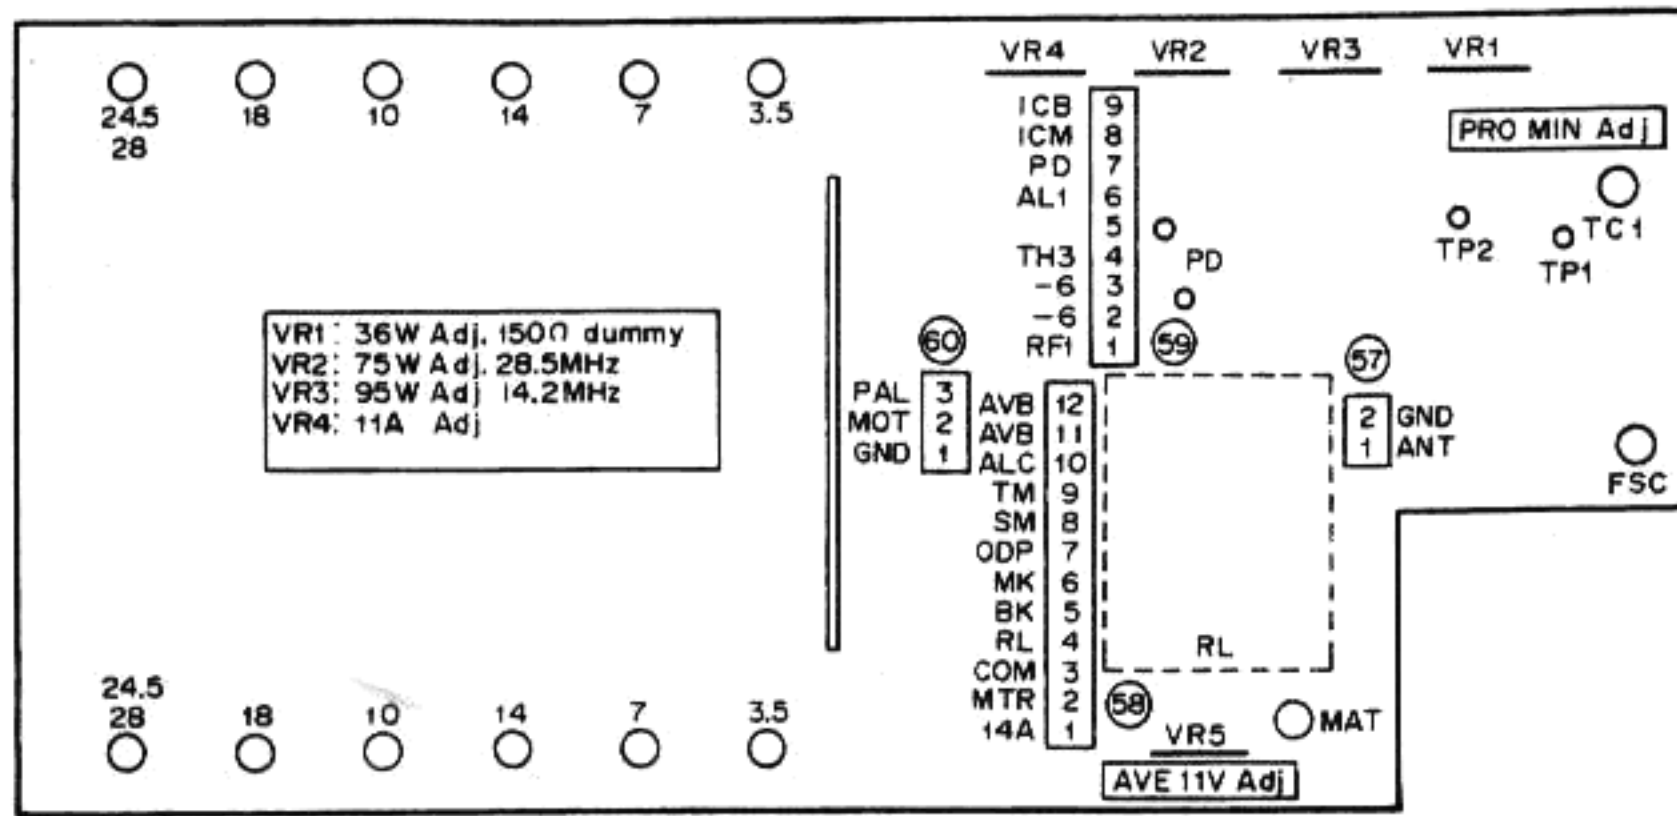 VR4 VR2 VR3 VR1
24.5 18 10 14 7 3.5
28
PRO MIN Adj
ICB 9
ICM 8
PD 7
AL1 6
5
TH3 4
-6 3
-6 2
RF1 1
PD
TP2
TP1
TC1
VR1: 36W Adj. 150Ω dummy
VR2: 75W Adj. 28.5MHz
VR3: 95W Adj 14.2MHz
VR4: 11A Adj
60
59
57
PAL 3
MOT 2
GND 1
AVB 12
AVB 11
ALC 10
TM 9
SM 8
ODP 7
MK 6
BK 5
RL 4
COM 3
MTR 2
14A 1
2 GND
1 ANT
FSC
RL
58
MAT
VR5
AVE 11V Adj
24.5
28 18 10 14 7 3.5